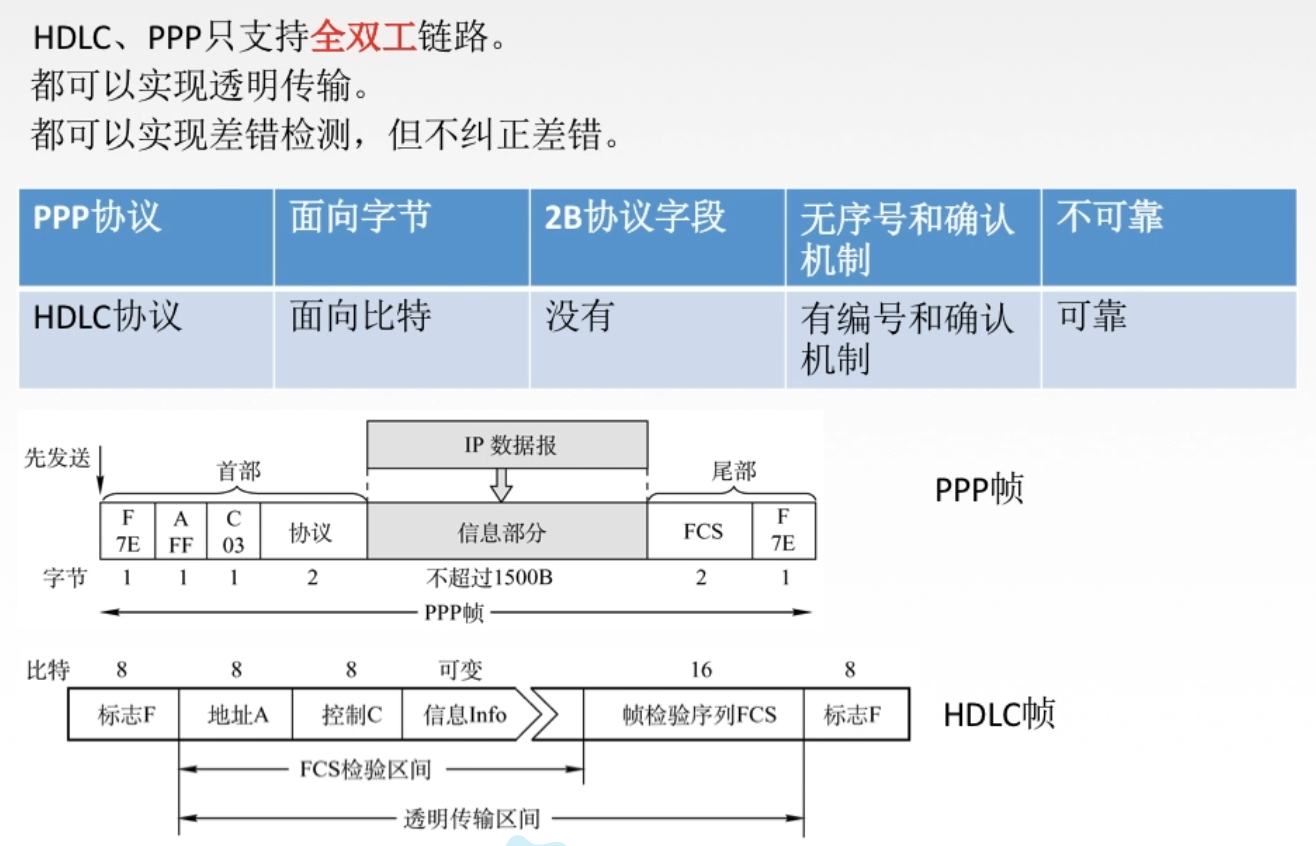 HDLC、PPP只支持全双工链路。
都可以实现透明传输。
都可以实现差错检测，但不纠正差错。
PPP协议 面向字节 2B协议字段 无序号和确认机制 不可靠
HDLC协议 面向比特 没有 有编号和确认机制 可靠
IP 数据报
先发送 首部 尾部
PPP帧
F 7E A FF C 03 协议 信息部分 FCS F 7E
字节 1 1 1 2 不超过1500B 2 1
PPP帧
比特 8 8 8 可变 16 8
标志F 地址A 控制C 信息Info 帧检验序列FCS 标志F
HDLC帧
FCS检验区间
透明传输区间